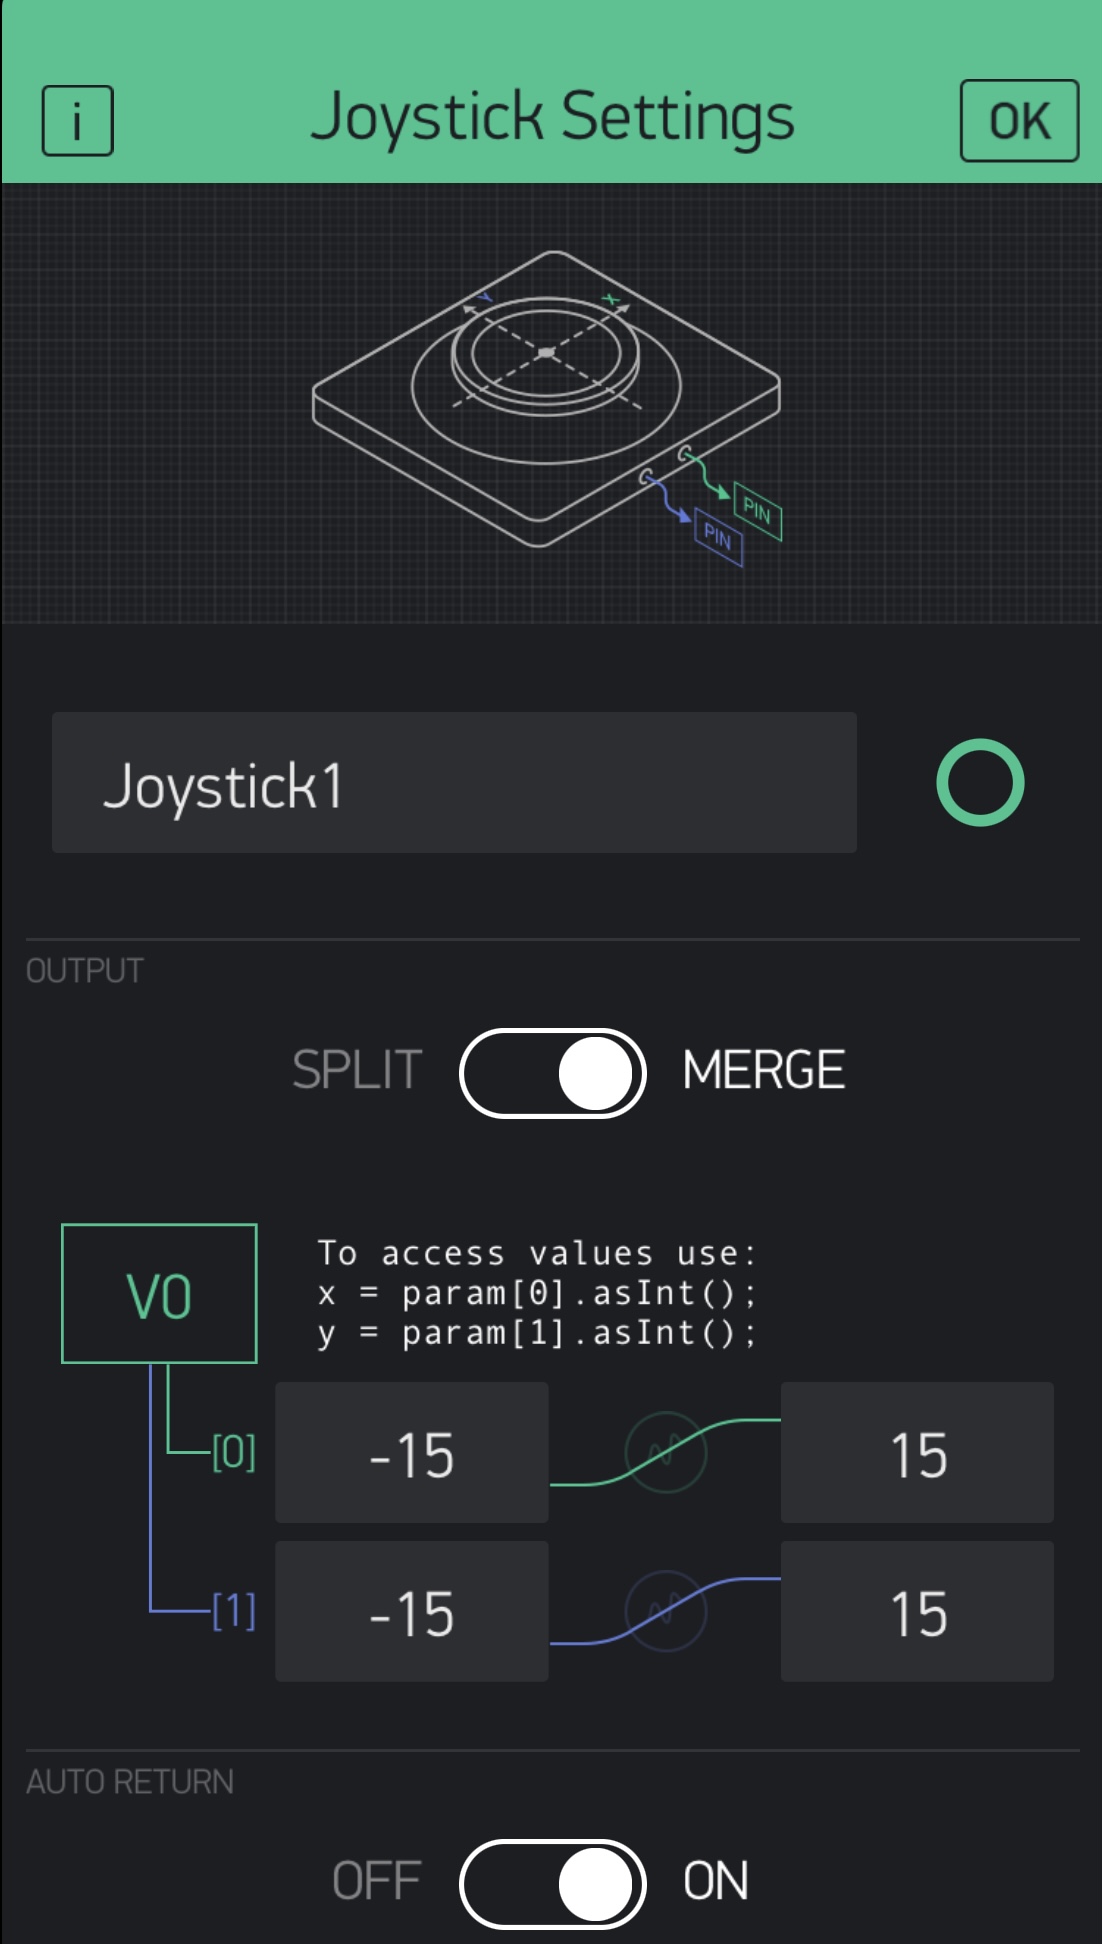 i
Joystick Settings
OK
Y
X
PIN
PIN
Joystick1
OUTPUT
SPLIT
MERGE
V0
To access values use:
x = param[0].asInt();
y = param[1].asInt();
[0]
-15
15
[1]
-15
15
AUTO RETURN
OFF
ON